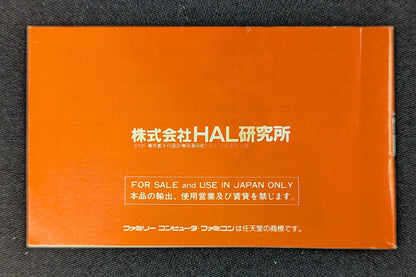 株式会社HAL研究所
FOR SALE and USE IN JAPAN ONLY
本品の輸出、使用営業及び賃貸を禁じます。
ファミリーコンピュータ・ファミコンは任天堂の商標です。